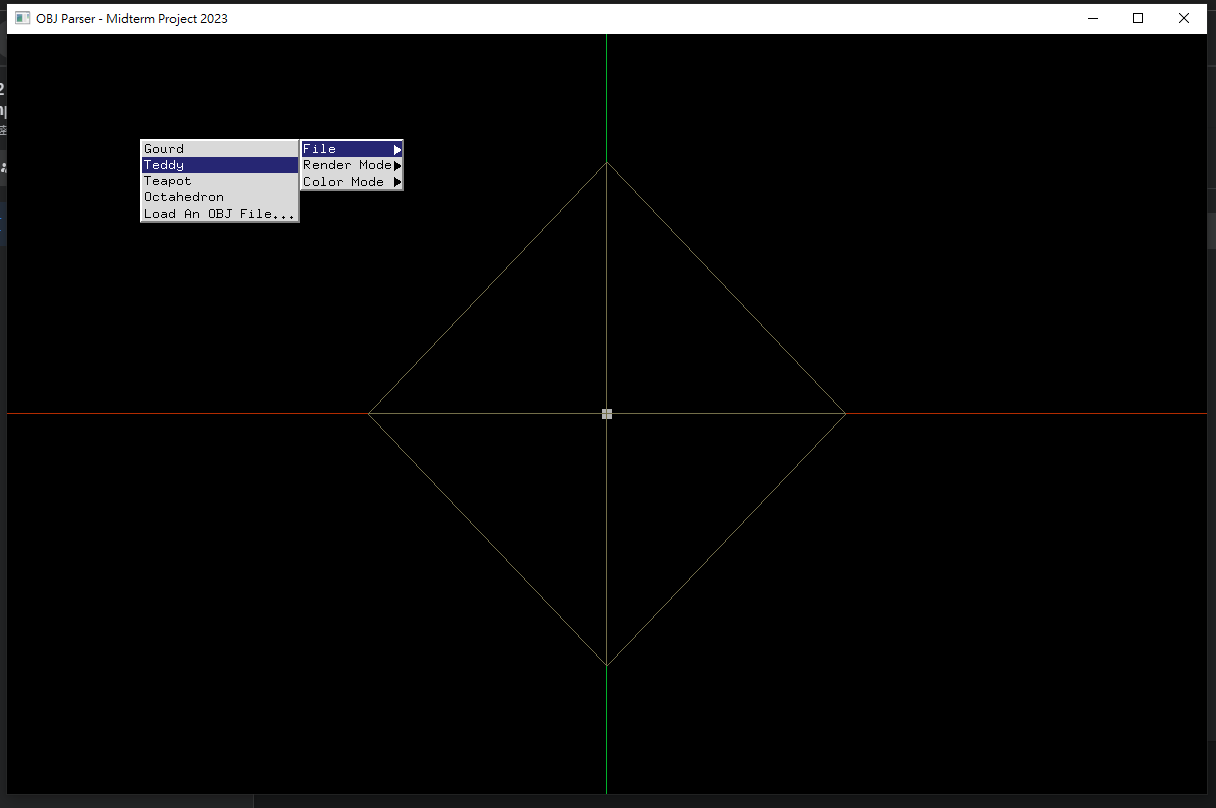 OBJ Parser - Midterm Project 2023
Gourd
Teddy
Teapot
Octahedron
Load An OBJ File...
File
Render Mode
Color Mode